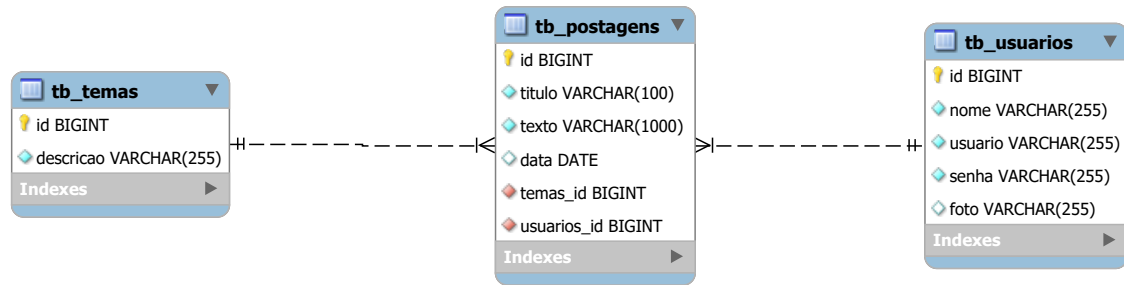 tb_temas
id BIGINT
descricao VARCHAR(255)
Indexes
tb_postagens
id BIGINT
titulo VARCHAR(100)
texto VARCHAR(1000)
data DATE
temas_id BIGINT
usuarios_id BIGINT
Indexes
tb_usuarios
id BIGINT
nome VARCHAR(255)
usuario VARCHAR(255)
senha VARCHAR(255)
foto VARCHAR(255)
Indexes